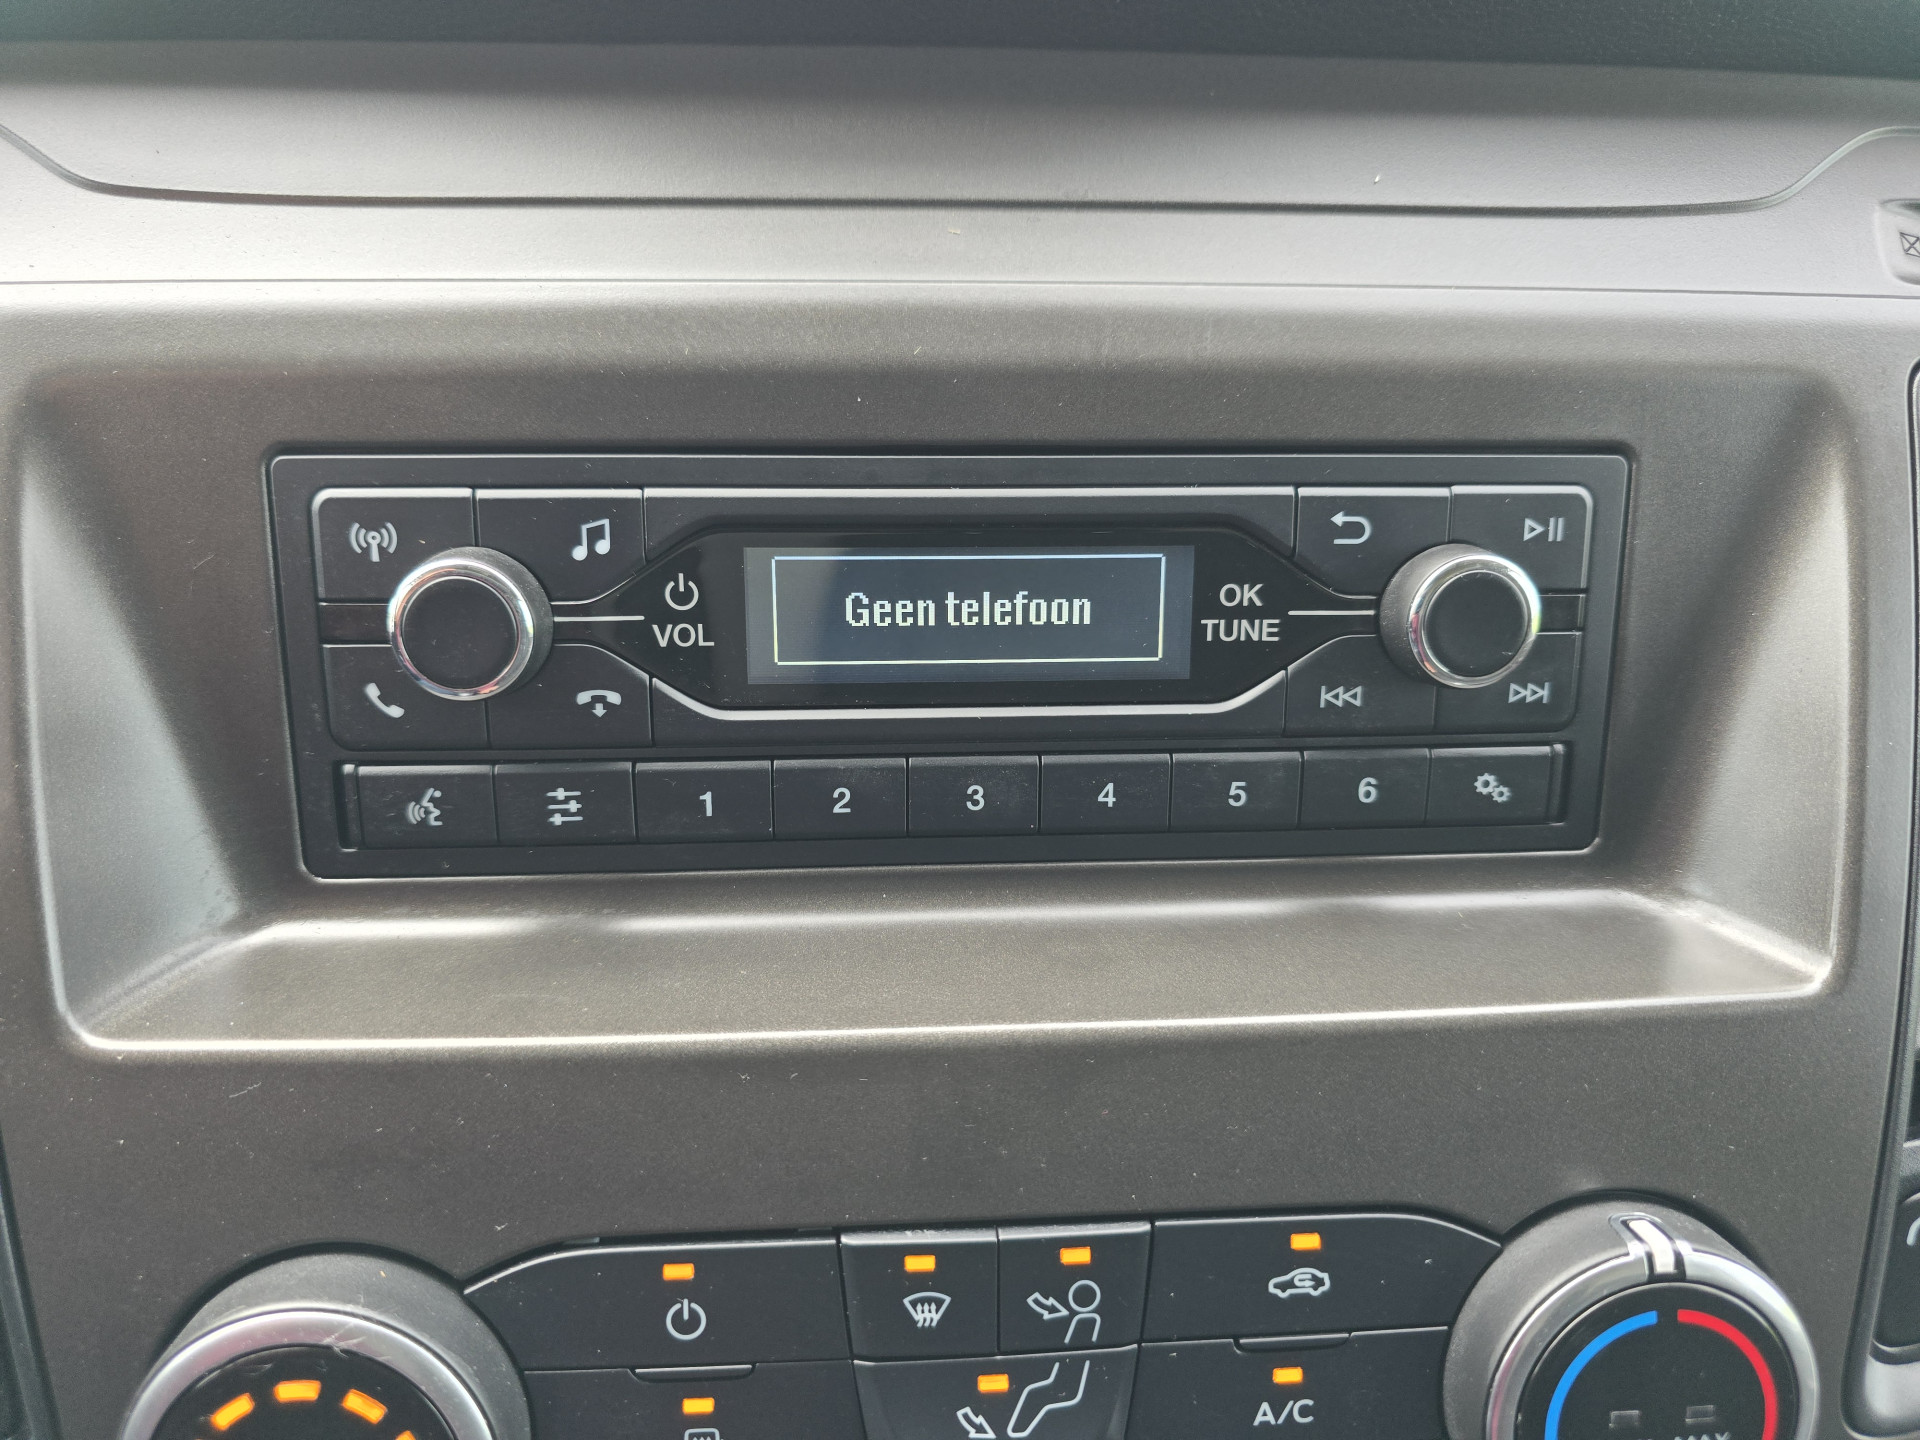 Geen telefoon
VOL
OK
TUNE
1 2 3 4 5 6
A/C